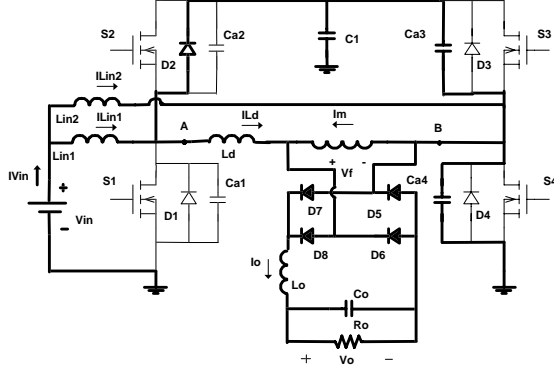 S2
Ca2
D2
C1
Ca3
D3
S3
ILin2
Lin2
ILin1
A
ILd
Im
B
Lin1
Ld
IVin
S1
+
Vf
-
Ca1
Ca4
S4
+
Vin
D1
D7
D5
D4
-
D8
D6
Io
Lo
Co
Ro
+
Vo
-